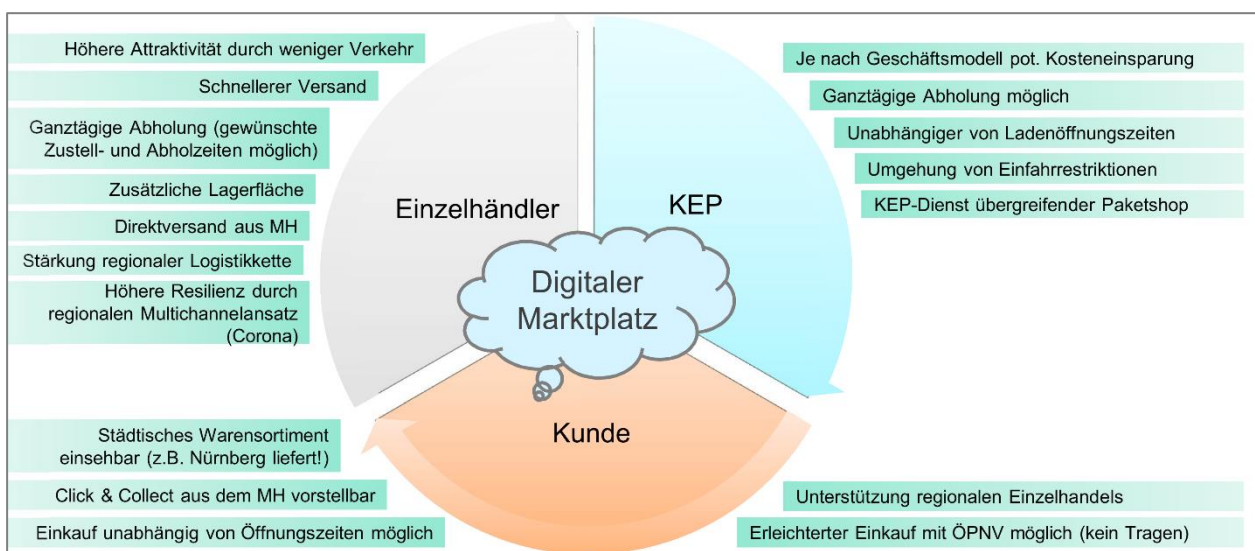 Höhere Attraktivität durch weniger Verkehr
Schnellerer Versand
Ganztägige Abholung (gewünschte
Zustell- und Abholzeiten möglich)
Zusätzliche Lagerfläche
Direktversand aus MH
Stärkung regionaler Logistikkette
Höhere Resilienz durch
regionalen Multichannelansatz
(Corona)
Einzelhändler
KEP
Je nach Geschäftsmodell pot. Kosteneinsparung
Ganztägige Abholung möglich
Unabhängiger von Ladenöffnungszeiten
Umgehung von Einfahrrestriktionen
KEP-Dienst übergreifender Paketshop
Digitaler
Marktplatz
Kunde
Städtisches Warensortiment
einsehbar (z.B. Nürnberg liefert!)
Click & Collect aus dem MH vorstellbar
Einkauf unabhängig von Öffnungszeiten möglich
Unterstützung regionalen Einzelhandels
Erleichterter Einkauf mit ÖPNV möglich (kein Tragen)